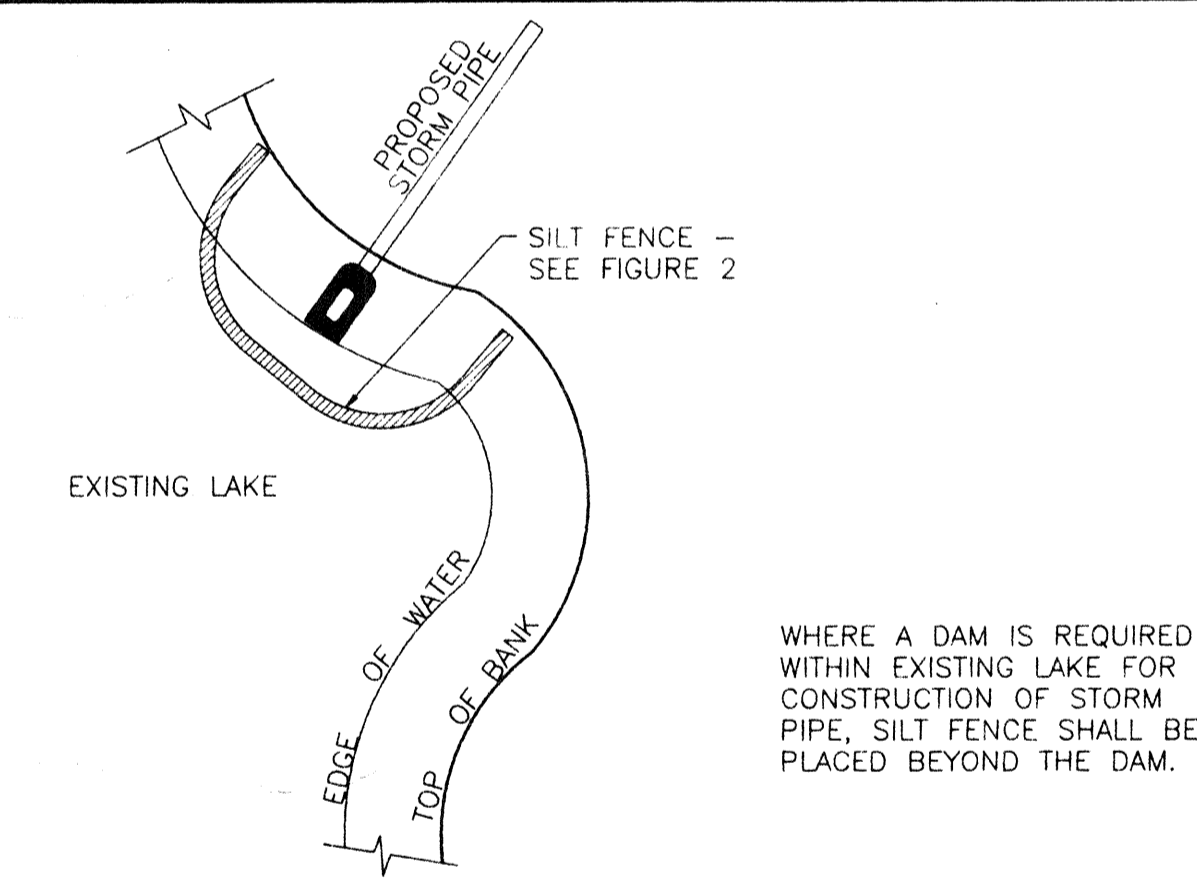 PROPOSED
STORM PIPE
SILT FENCE –
SEE FIGURE 2
EXISTING LAKE
EDGE OF WATER
TOP OF BANK
WHERE A DAM IS REQUIRED
WITHIN EXISTING LAKE FOR
CONSTRUCTION OF STORM
PIPE, SILT FENCE SHALL BE
PLACED BEYOND THE DAM.